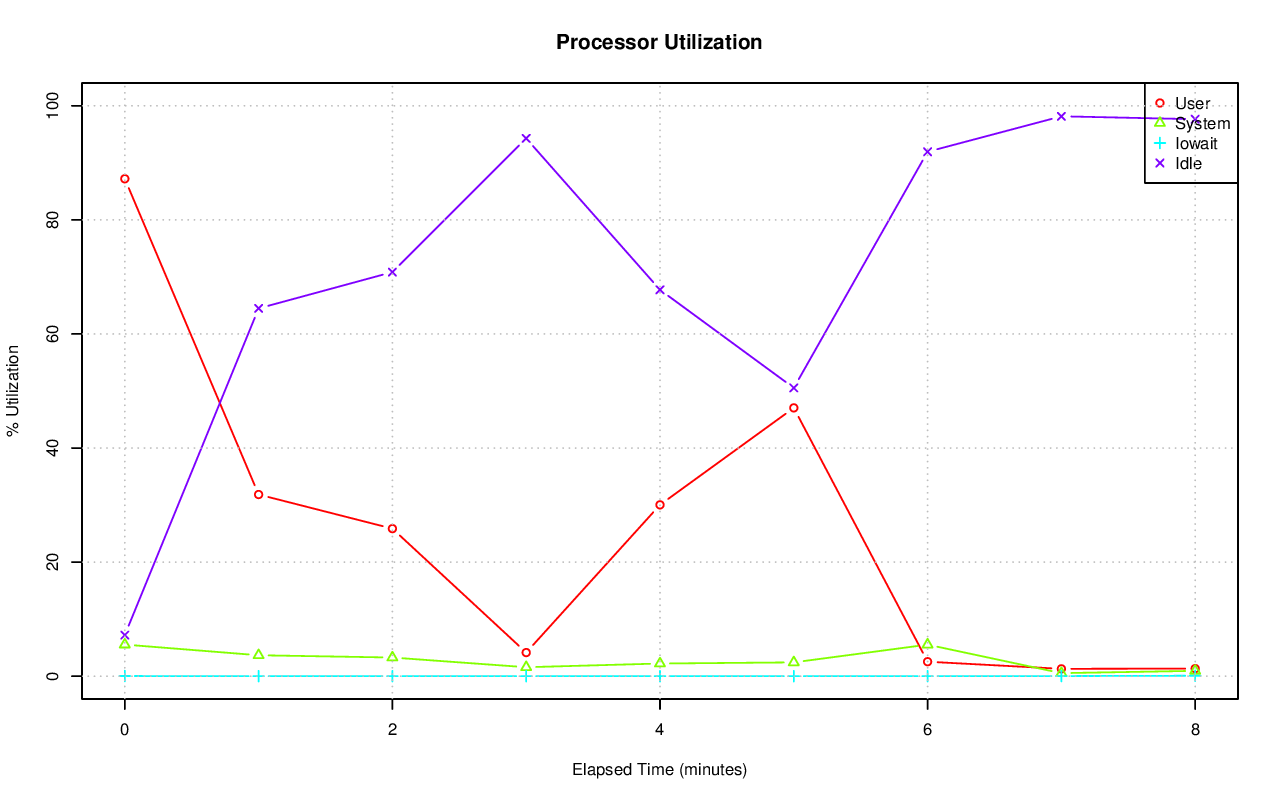 Processor Utilization
User
System
Iowait
Idle
100
80
60
40
20
0
% Utilization
0 2 4 6 8
Elapsed Time (minutes)